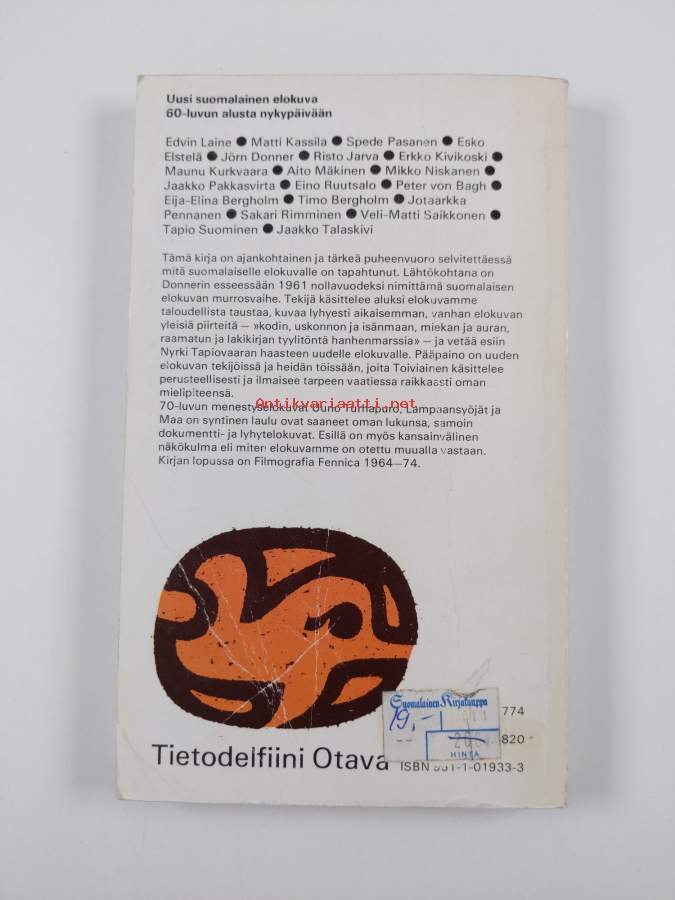 Uusi suomalainen elokuva
60-luvun alusta nykypäivään
Edvin Laine ● Matti Kassila ● Spede Pasanen ● Esko
Elstelä ● Jörn Donner ● Risto Jarva ● Erkko Kivikoski ●
Maunu Kurkvaara ● Aito Mäkinen ● Mikko Niskanen ●
Jaakko Pakkasvirta ● Eino Ruutsalo ● Peter von Bagh ●
Eija-Elina Bergholm ● Timo Bergholm ● Jotaarkka
Pennanen ● Sakari Rimminen ● Veli-Matti Saikkonen ●
Tapio Suominen ● Jaakko Talaskivi
Tämä kirja on ajankohtainen ja tärkeä puheenvuoro selvitettäessä
mitä suomalaiselle elokuvalle on tapahtunut. Lähtökohtana on
Donnerin esseessään 1961 nollavuodeksi nimittämä suomalaisen
elokuvan murrosvaihe. Tekijä käsittelee aluksi elokuvamme
taloudellista taustaa, kuvaa lyhyesti aikaisemman, vanhan elokuvan
yleisiä piirteitä — »kodin, uskonnon ja isänmaan, miekan ja auran,
raamatun ja lakikirjan tyylitöntä hanhenmarssia» — ja vetää esiin
Nyrki Tapiovaaran haasteen uudelle elokuvalle. Pääpaino on uuden
elokuvan tekijöissä ja heidän töissään, joita Toiviainen käsittelee
perusteellisesti ja ilmaisee tarpeen vaatiessa raikkaasti oman
mielipiteensä.
Antikvariaatti.net
70-luvun menestyselokuvat Uuno Turhapuro, Lampaansyöjät ja
Maa on syntinen laulu ovat saaneet oman lukunsa, samoin
dokumentti- ja lyhytelokuvat. Esillä on myös kansainvälinen
näkökulma eli miten elokuvamme on otettu muualla vastaan.
Kirjan lopussa on Filmografia Fennica 1964—74.
Suomalainen Kirjakauppa
19,-
774
820
HINTA
Tietodelfiini Otava
ISBN 951-1-01933-3